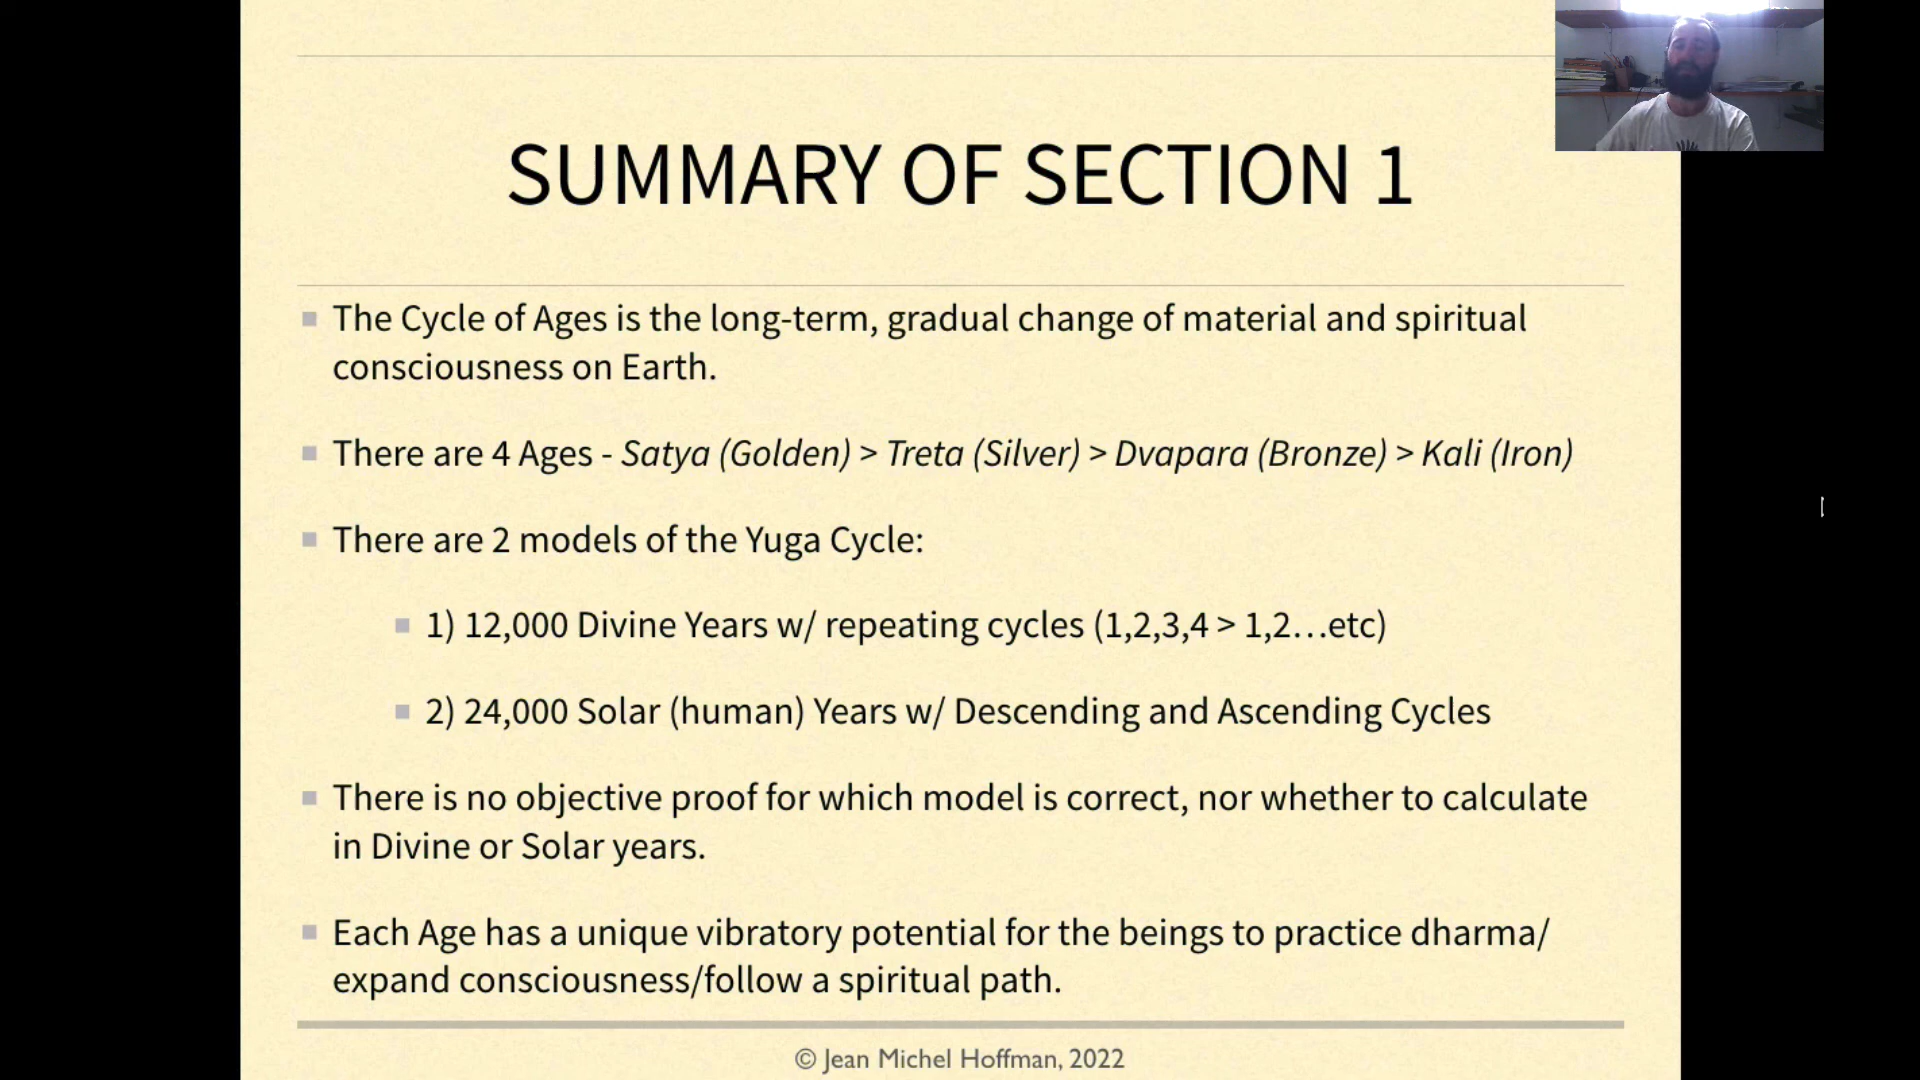 SUMMARY OF SECTION 1
The Cycle of Ages is the long-term, gradual change of material and spiritual
consciousness on Earth.
There are 4 Ages - Satya (Golden) > Treta (Silver) > Dvapara (Bronze) > Kali (Iron)
There are 2 models of the Yuga Cycle:
1) 12,000 Divine Years w/ repeating cycles (1,2,3,4 > 1,2…etc)
2) 24,000 Solar (human) Years w/ Descending and Ascending Cycles
There is no objective proof for which model is correct, nor whether to calculate
in Divine or Solar years.
Each Age has a unique vibratory potential for the beings to practice dharma/
expand consciousness/follow a spiritual path.
© Jean Michel Hoffman, 2022